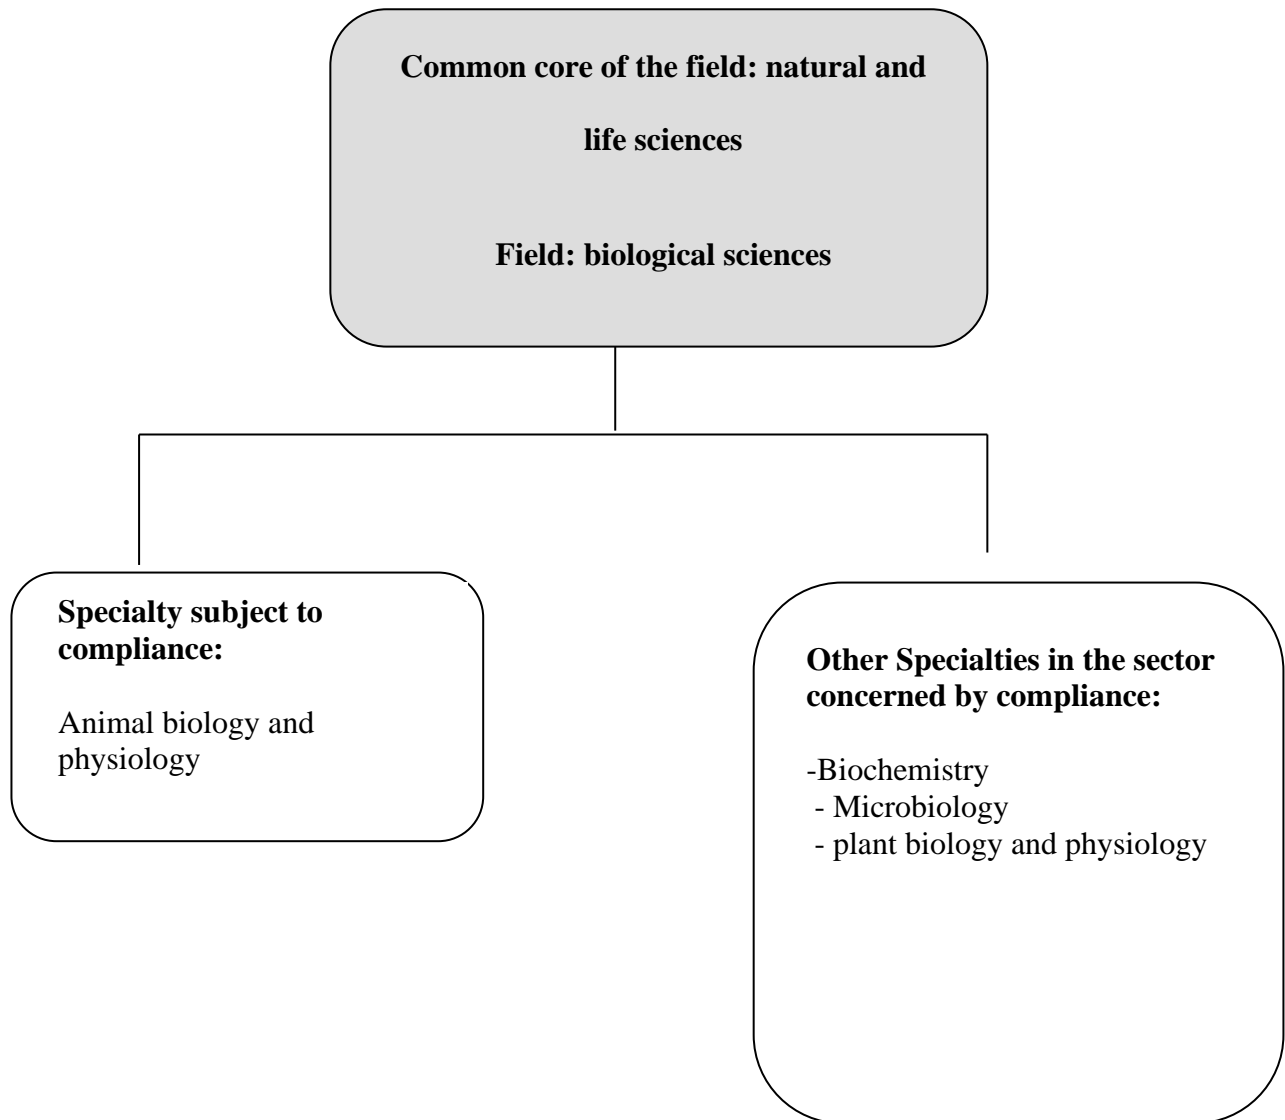 Common core of the field: natural and
life sciences
Field: biological sciences
Specialty subject to
compliance:
Animal biology and
physiology
Other Specialties in the sector
concerned by compliance:
-Biochemistry
- Microbiology
- plant biology and physiology